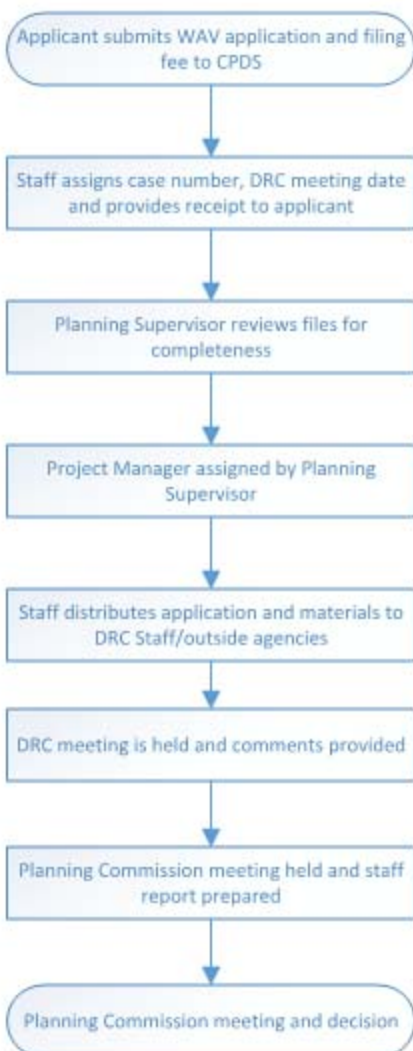 Applicant submits WAV application and filing
fee to CPDS
Staff assigns case number, DRC meeting date
and provides receipt to applicant
Planning Supervisor reviews files for
completeness
Project Manager assigned by Planning
Supervisor
Staff distributes application and materials to
DRC Staff/outside agencies
DRC meeting is held and comments provided
Planning Commission meeting held and staff
report prepared
Planning Commission meeting and decision